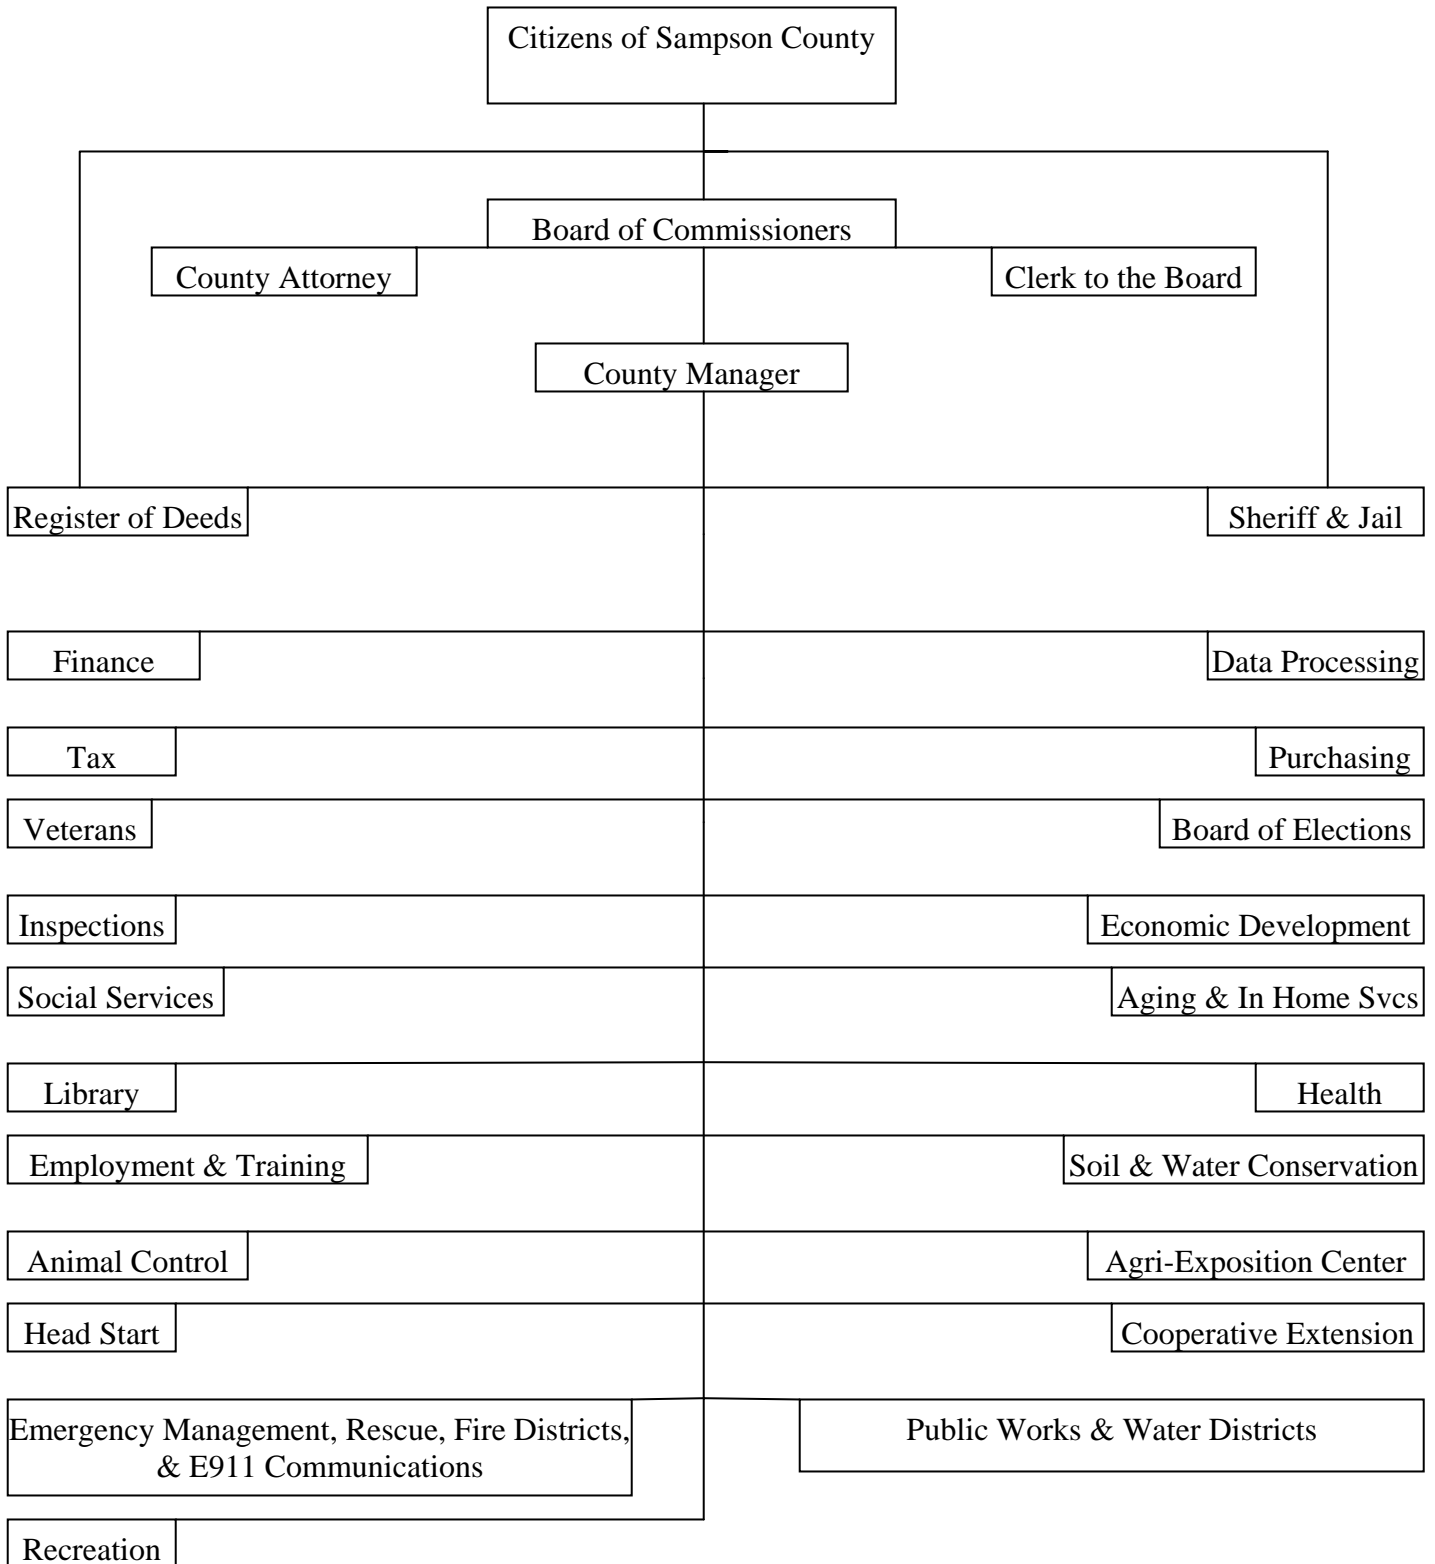 Citizens of Sampson County
Board of Commissioners
County Attorney
Clerk to the Board
County Manager
Register of Deeds
Sheriff & Jail
Finance
Data Processing
Tax
Purchasing
Veterans
Board of Elections
Inspections
Economic Development
Social Services
Aging & In Home Svcs
Library
Health
Employment & Training
Soil & Water Conservation
Animal Control
Agri-Exposition Center
Head Start
Cooperative Extension
Emergency Management, Rescue, Fire Districts,
& E911 Communications
Public Works & Water Districts
Recreation